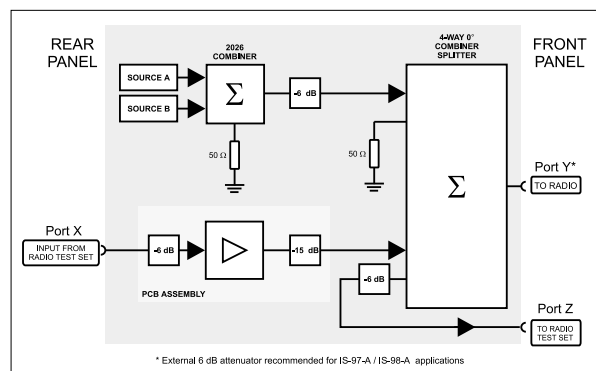 REAR
PANEL
2026
COMBINER
4-WAY 0°
COMBINER
SPLITTER
FRONT
PANEL
SOURCE A
SOURCE B
Σ
-6 dB
50 Ω
50 Ω
Σ
Port Y*
TO RADIO
Port X
INPUT FROM
RADIO TEST SET
-6 dB
-15 dB
-6 dB
PCB ASSEMBLY
Port Z
TO RADIO
TEST SET
* External 6 dB attenuator recommended for IS-97-A / IS-98-A applications